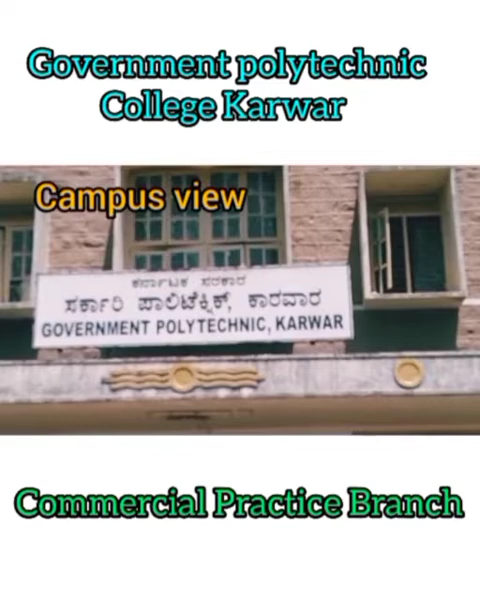 Government polytechnic
College Karwar
Campus view
ಕರ್ನಾಟಕ ಸರಕಾರ
ಸರ್ಕಾರಿ ಪಾಲಿಟೆಕ್ನಿಕ್, ಕಾರವಾರ
GOVERNMENT POLYTECHNIC, KARWAR
Commercial Practice Branch